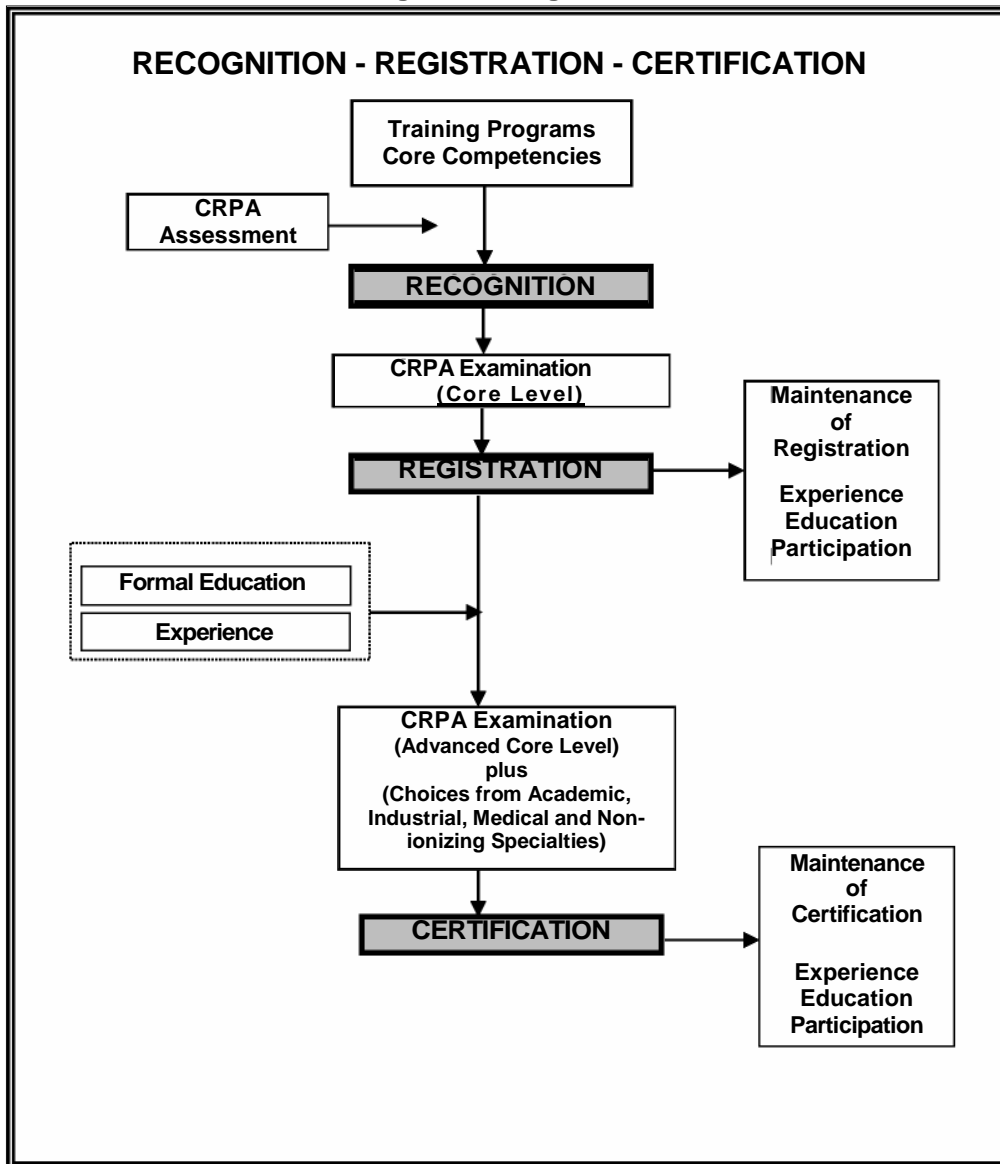 RECOGNITION - REGISTRATION - CERTIFICATION
Training Programs
Core Competencies
CRPA
Assessment
RECOGNITION
CRPA Examination
(Core Level)
REGISTRATION
Maintenance
of
Registration
Experience
Education
Participation
Formal Education
Experience
CRPA Examination
(Advanced Core Level)
plus
(Choices from Academic,
Industrial, Medical and Non-
ionizing Specialties)
CERTIFICATION
Maintenance
of
Certification
Experience
Education
Participation